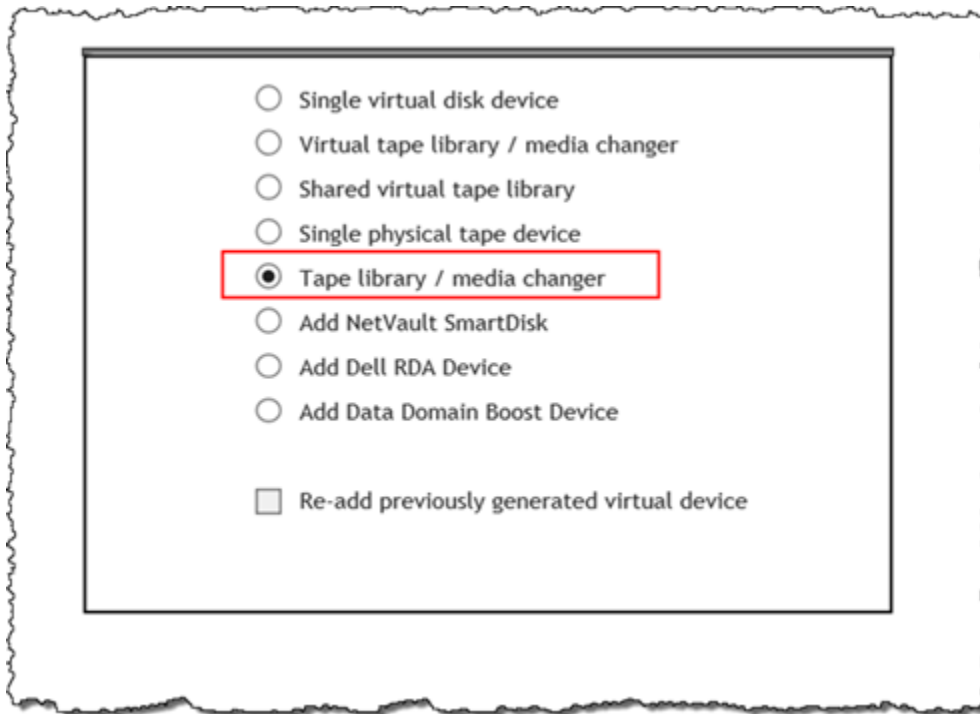 Single virtual disk device
Virtual tape library / media changer
Shared virtual tape library
Single physical tape device
Tape library / media changer
Add NetVault SmartDisk
Add Dell RDA Device
Add Data Domain Boost Device
Re-add previously generated virtual device